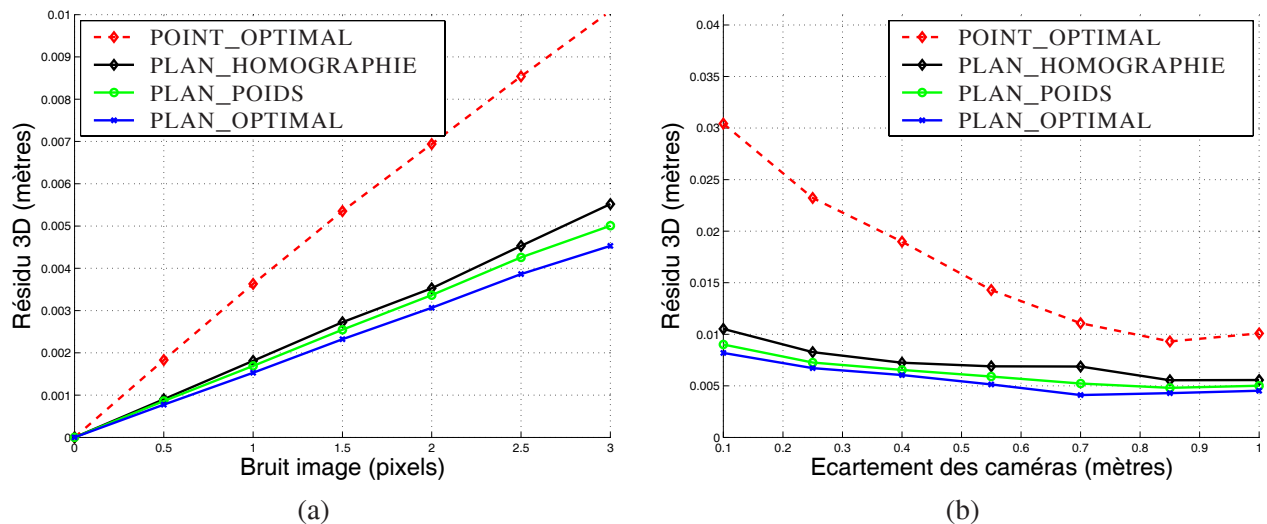 0.01
0.009
0.008
0.007
0.006
0.005
0.004
0.003
0.002
0.001
0
Résidu 3D (mètres)
POINT_OPTIMAL
PLAN_HOMOGRAPHIE
PLAN_POIDS
PLAN_OPTIMAL
0 0.5 1 1.5 2 2.5 3
Bruit image (pixels)
(a)
0.04
0.035
0.03
0.025
0.02
0.015
0.01
0.005
0
Résidu 3D (mètres)
POINT_OPTIMAL
PLAN_HOMOGRAPHIE
PLAN_POIDS
PLAN_OPTIMAL
0.1 0.2 0.3 0.4 0.5 0.6 0.7 0.8 0.9 1
Ecartement des caméras (mètres)
(b)